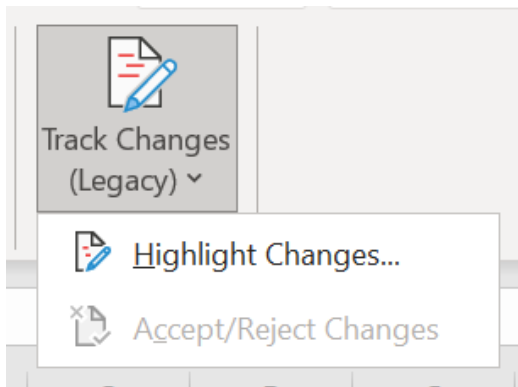 Track Changes
(Legacy)
Highlight Changes...
Accept/Reject Changes